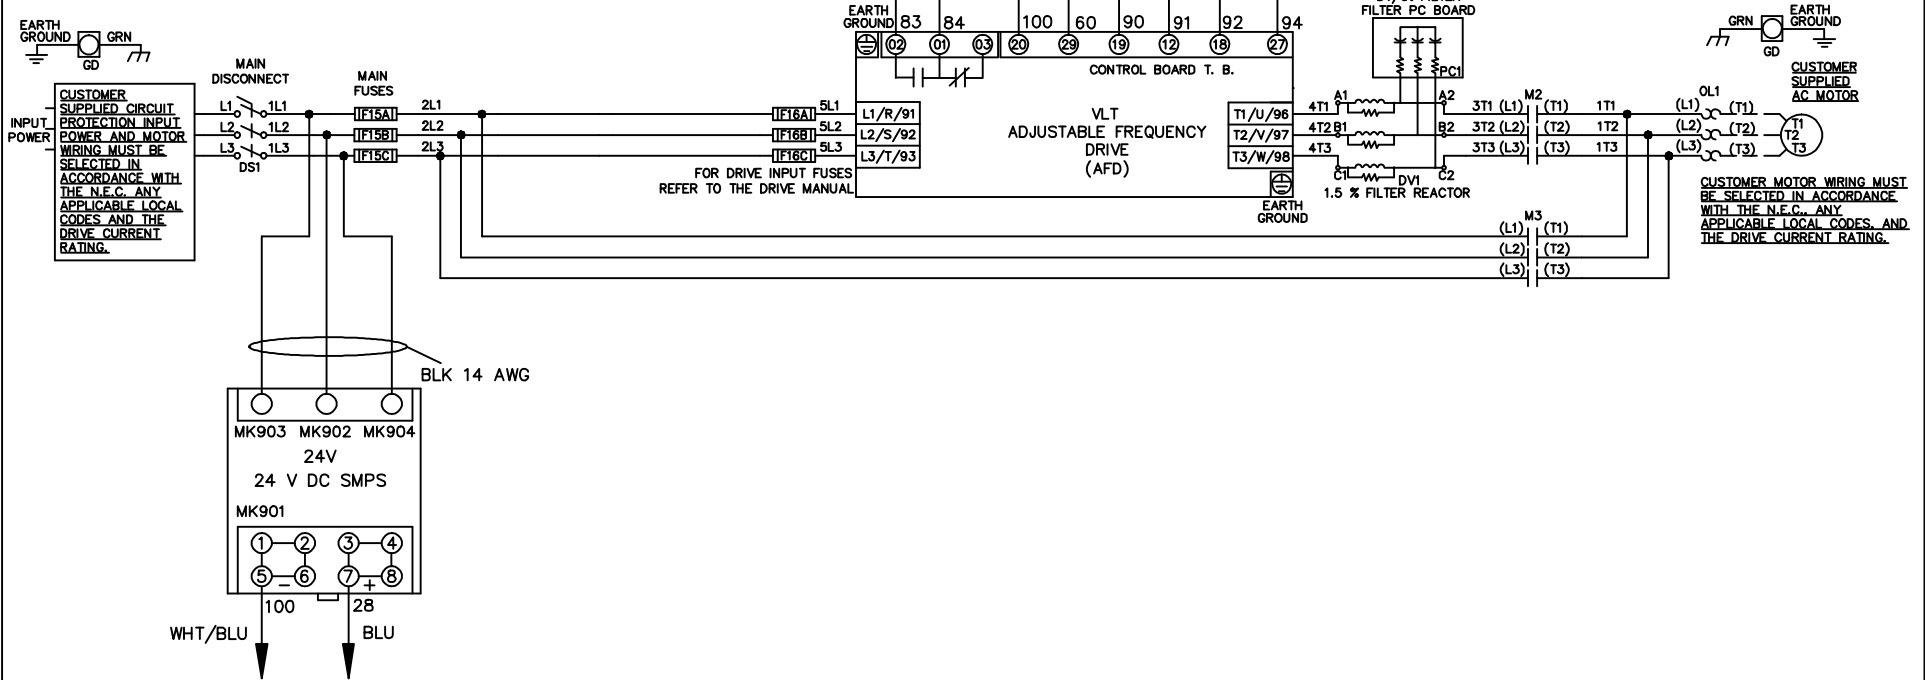 EARTH
GROUND
GRN
GD
INPUT
POWER
CUSTOMER
SUPPLIED CIRCUIT
PROTECTION INPUT
POWER AND MOTOR
WIRING MUST BE
SELECTED IN
ACCORDANCE WITH
THE N.E.C. ANY
APPLICABLE LOCAL
CODES AND THE
DRIVE CURRENT
RATING.
MAIN
DISCONNECT
L1 1L1
L2 1L2
L3 1L3
DS1
MAIN
FUSES
F15A
F15B
F15C
2L1
2L2
2L3
F16A
F16B
F16C
5L1
5L2
5L3
FOR DRIVE INPUT FUSES
REFER TO THE DRIVE MANUAL
EARTH
GROUND
83 84 100 60 90 91 92 94
02 01 03 20 29 19 12 18 27
CONTROL BOARD T. B.
L1/R/91
L2/S/92
L3/T/93
VLT
ADJUSTABLE FREQUENCY
DRIVE
(AFD)
T1/U/96
T2/V/97
T3/W/98
EARTH
GROUND
FILTER PC BOARD
PC1
4T1 A1 A2
4T2 B1 B2
4T3
C1 C2
DV1
1.5 % FILTER REACTOR
M2
3T1 (L1) (T1) 1T1
3T2 (L2) (T2) 1T2
3T3 (L3) (T3) 1T3
M3
(L1) (T1)
(L2) (T2)
(L3) (T3)
OL1
(L1) (T1)
(L2) (T2)
(L3) (T3)
T1
T2
T3
GRN
GD
EARTH
GROUND
CUSTOMER
SUPPLIED
AC MOTOR
CUSTOMER MOTOR WIRING MUST
BE SELECTED IN ACCORDANCE
WITH THE N.E.C., ANY
APPLICABLE LOCAL CODES, AND
THE DRIVE CURRENT RATING.
BLK 14 AWG
MK903 MK902 MK904
24V
24 V DC SMPS
MK901
1 2 3 4
5 - 6 7 + 8
100 28
WHT/BLU BLU